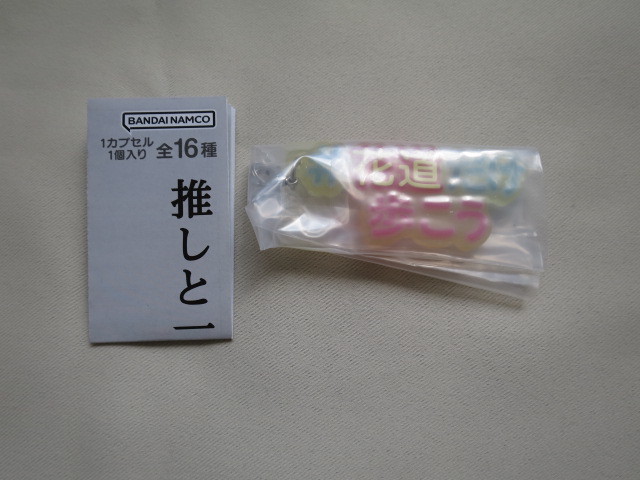 BANDAI NAMCO
1カプセル
1個入り
全16種
推しと一
花道
歩こう